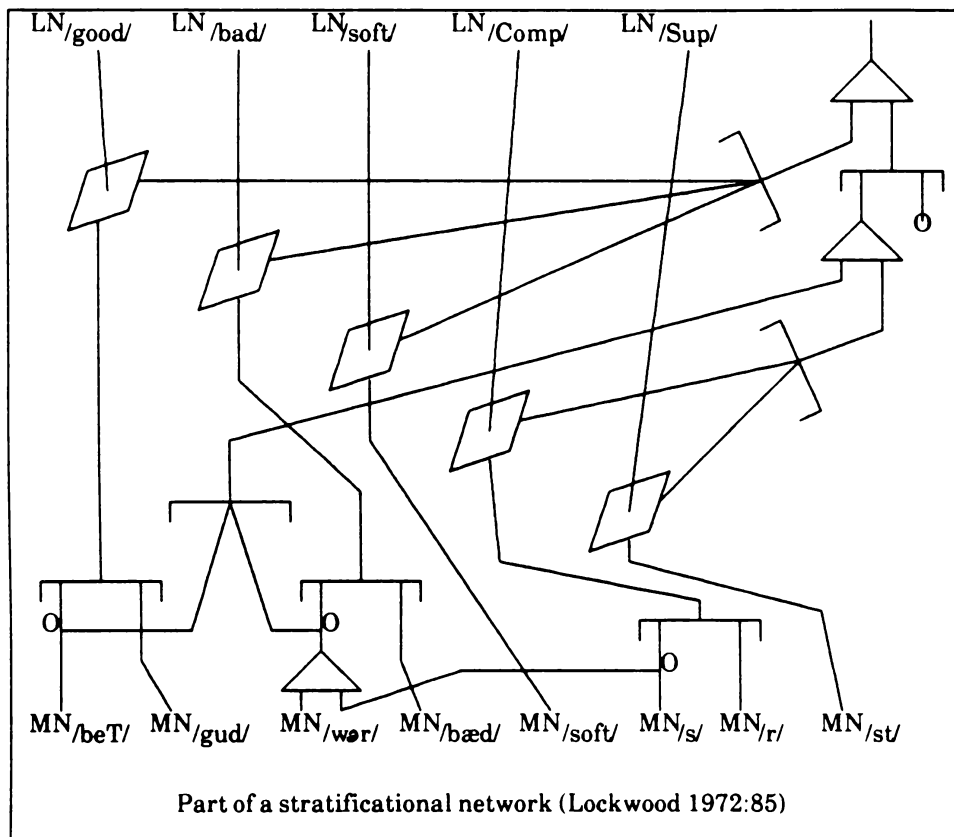 LN/good/ LN/bad/ LN/soft/ LN/Comp/ LN/Sup/
O
O O
O
MN/beT/ MN/gud/ MN/wər/ MN/bæd/ MN/soft/ MN/s/ MN/r/ MN/st/
Part of a stratificational network (Lockwood 1972:85)